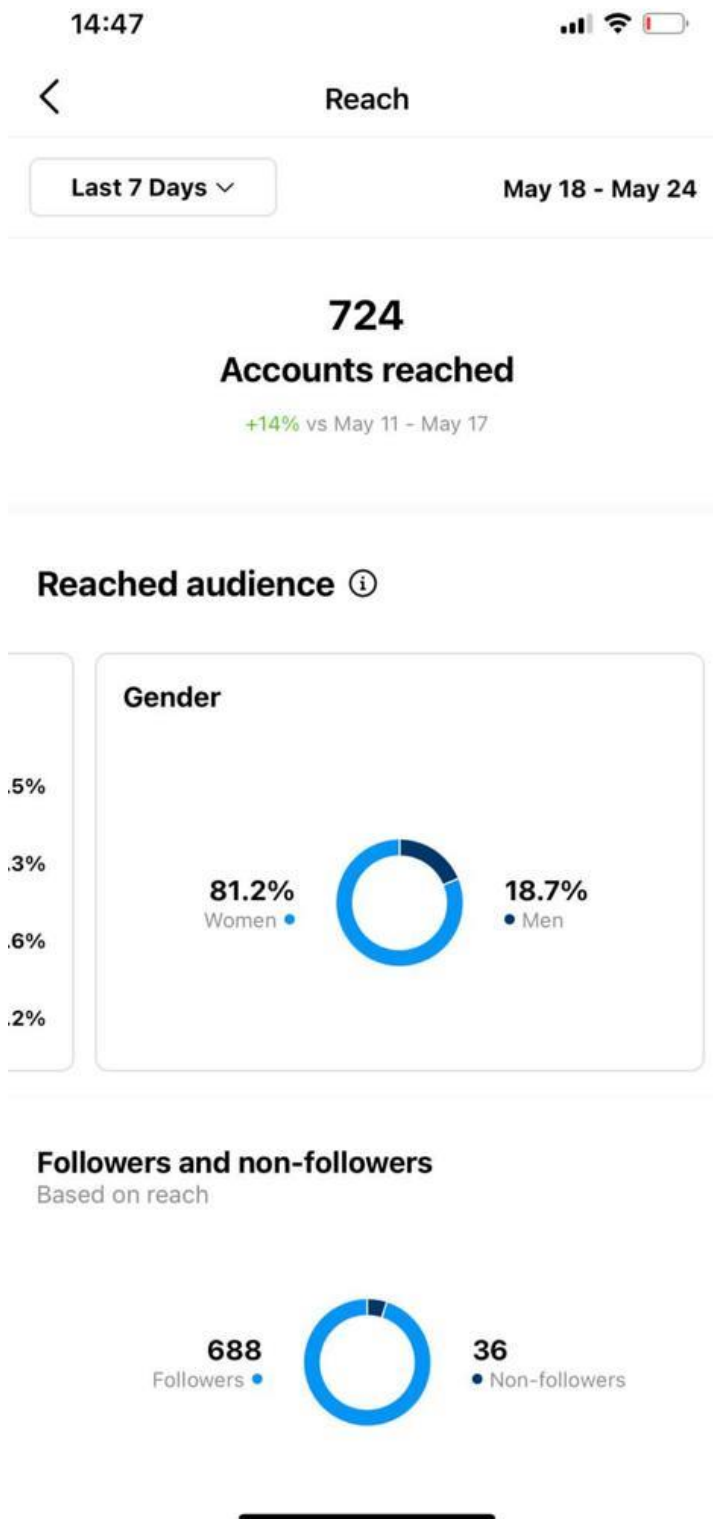 14:47
Reach
Last 7 Days
May 18 - May 24
724
Accounts reached
+14% vs May 11 - May 17
Reached audience
Gender
.5%
.3%
.6%
.2%
81.2%
Women
18.7%
Men
Followers and non-followers
Based on reach
688
Followers
36
Non-followers